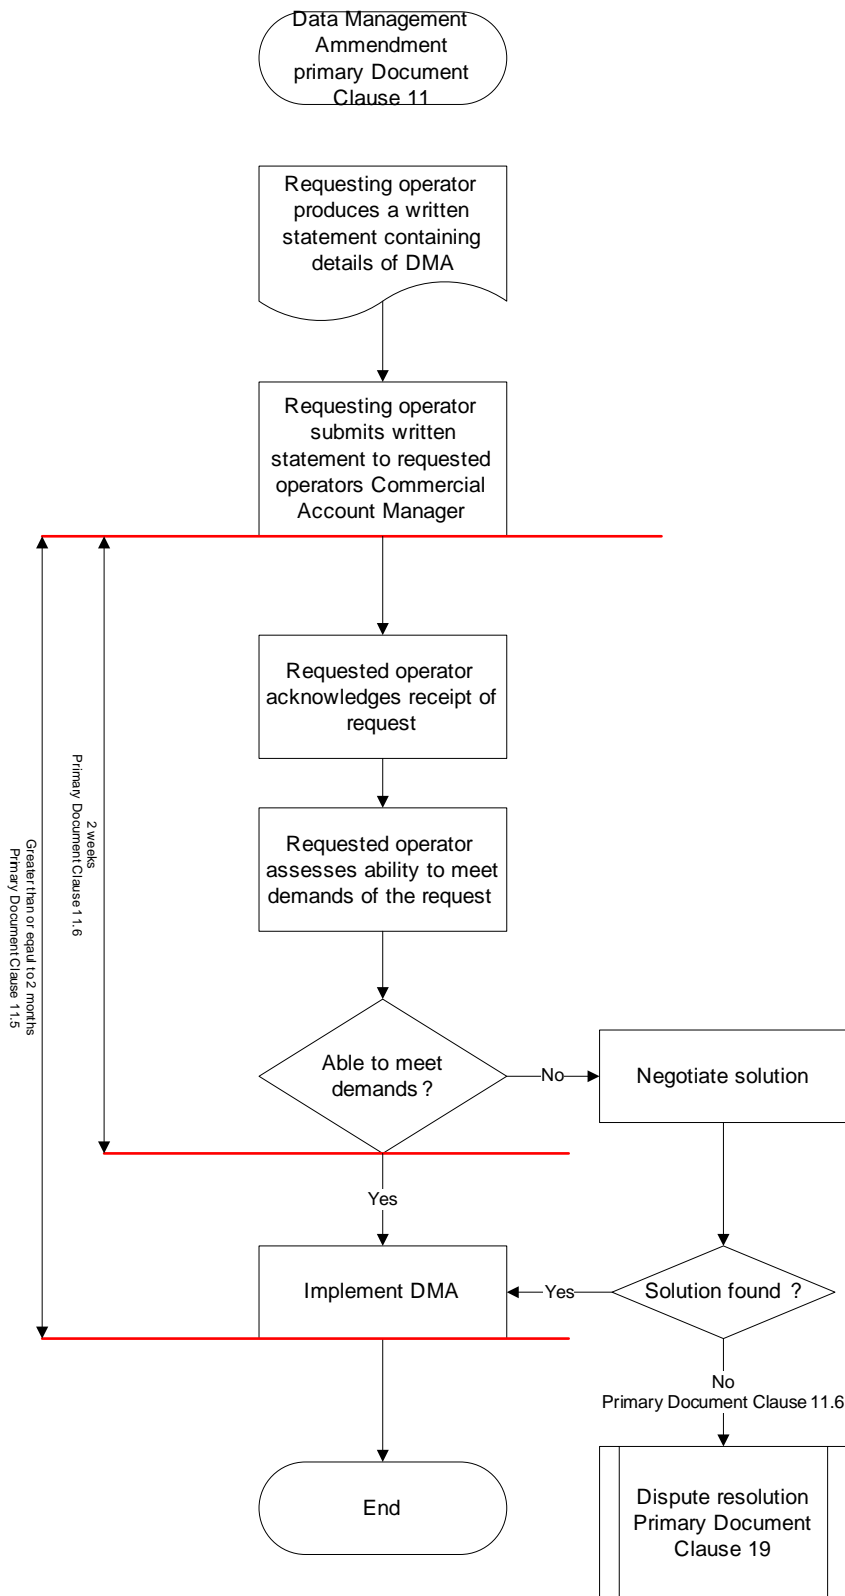 Data Management
Ammendment
primary Document
Clause 11
Requesting operator
produces a written
statement containing
details of DMA
Requesting operator
submits written
statement to requested
operators Commercial
Account Manager
Requested operator
acknowledges receipt of
request
2 weeks
Primary Document Clause 11.6
Greater than or eqaul to 2 months
Primary Document Clause 11.5
Requested operator
assesses ability to meet
demands of the request
Able to meet
demands ?
No
Negotiate solution
Yes
Implement DMA
Yes
Solution found ?
No
Primary Document Clause 11.6
End
Dispute resolution
Primary Document
Clause 19